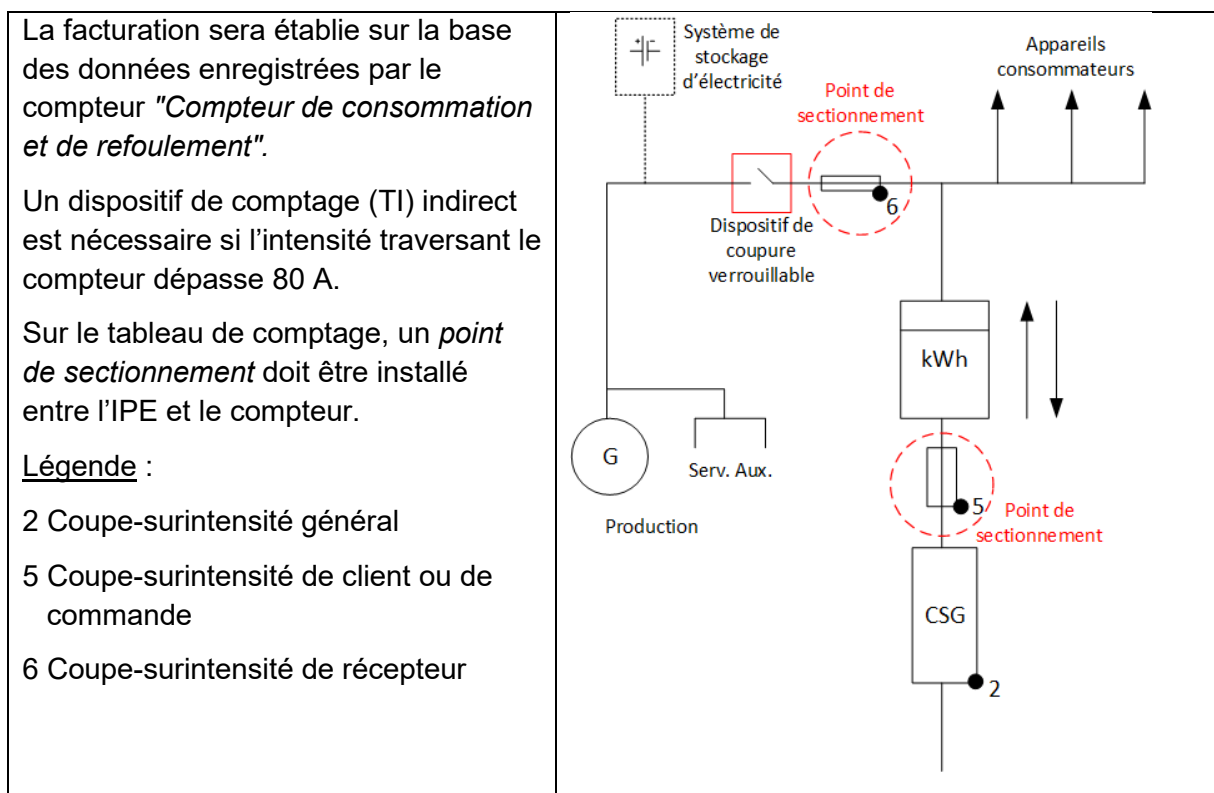 La facturation sera établie sur la base
des données enregistrées par le
compteur "Compteur de consommation
et de refoulement".
Un dispositif de comptage (TI) indirect
est nécessaire si l’intensité traversant le
compteur dépasse 80 A.
Sur le tableau de comptage, un point
de sectionnement doit être installé
entre l’IPE et le compteur.
Légende :
2 Coupe-surintensité général
5 Coupe-surintensité de client ou de
commande
6 Coupe-surintensité de récepteur
Système de
stockage
d’électricité
Appareils
consommateurs
Point de
sectionnement
6
Dispositif de
coupure
verrouillable
kWh
G
Serv. Aux.
Production
5
Point de
sectionnement
CSG
2